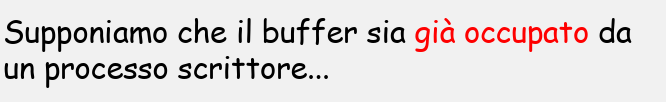 Supponiamo che il buffer sia già occupato da
un processo scrittore...